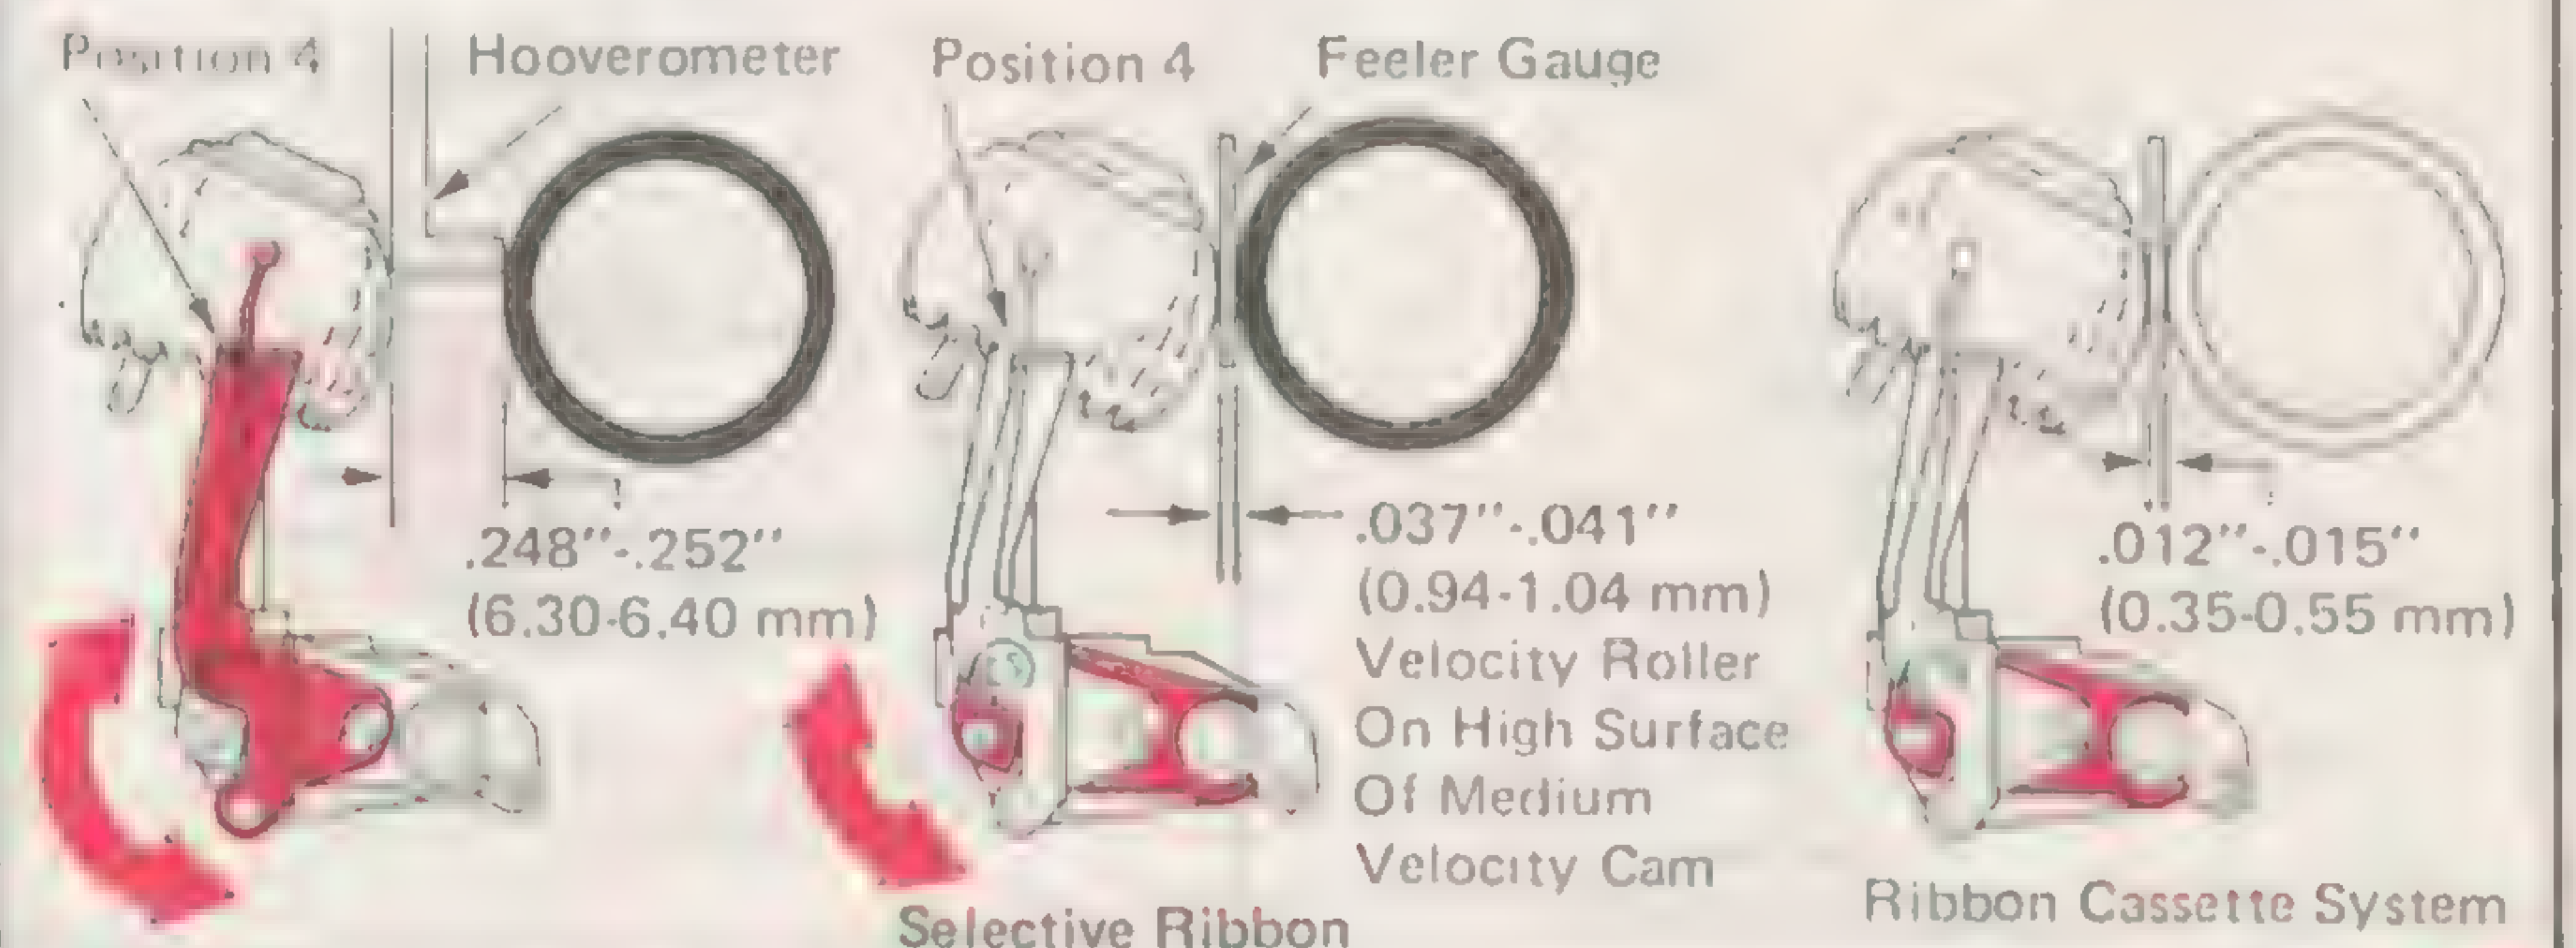 Position 4
Hooverometer
.248"-.252"
(6.30-6.40 mm)
Position 4
Feeler Gauge
.037"-.041"
(0.94-1.04 mm)
Velocity Roller
On High Surface
Of Medium
Velocity Cam
Selective Ribbon
.012"-.015"
(0.35-0.55 mm)
Ribbon Cassette System